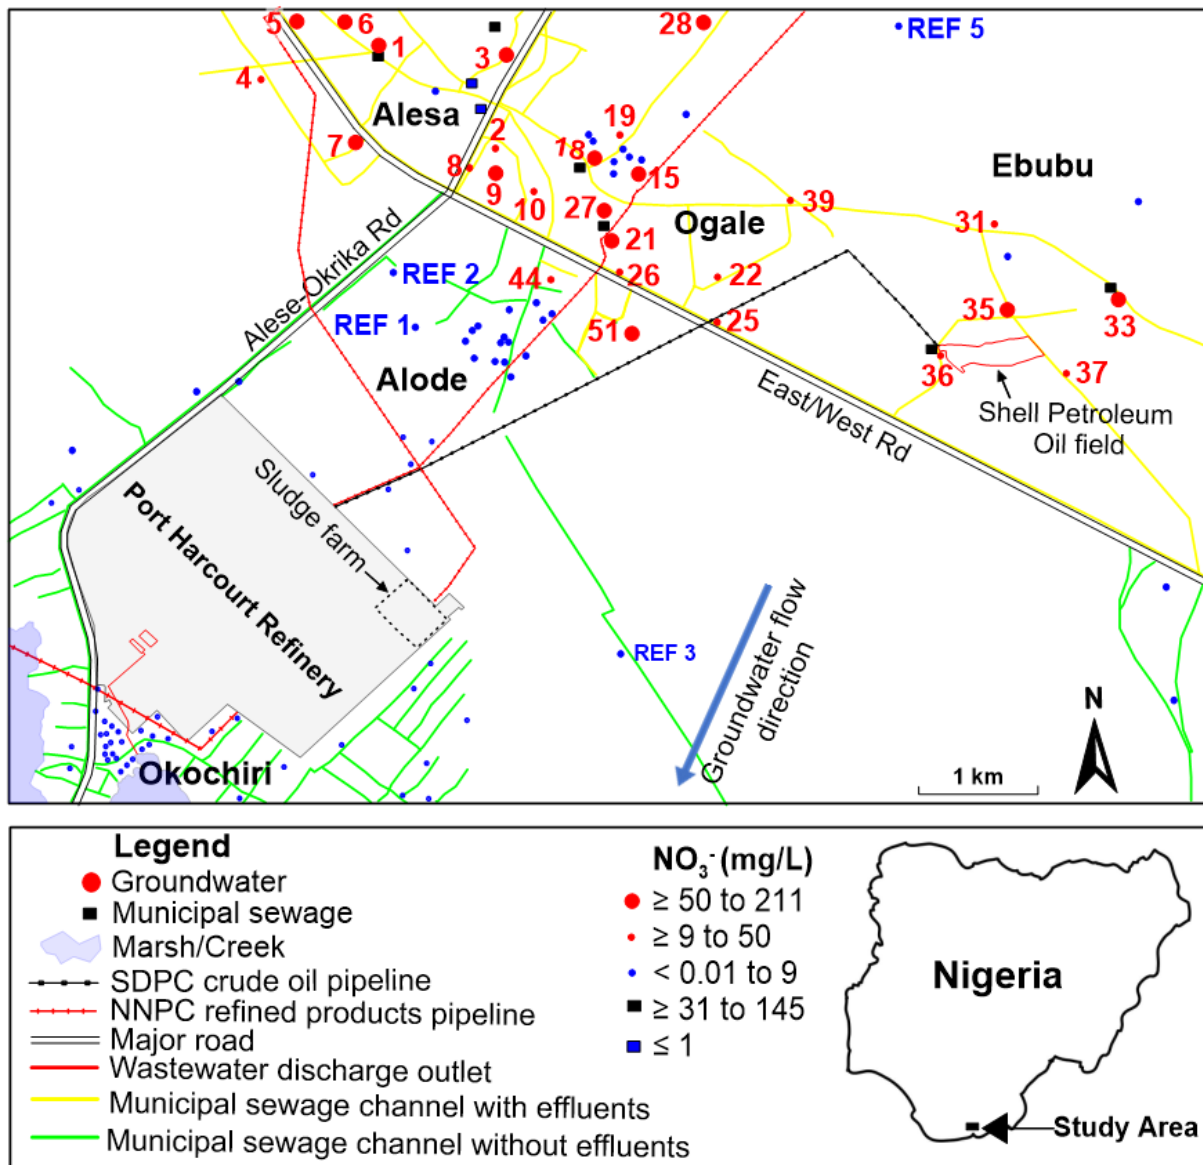 5
6
1
3
28
REF 5
4
Alesa
2
19
7
8
18
15
Ebubu
9
10
27
39
31
Ogale
21
Alese-Okrika Rd
REF 2
44
26
22
REF 1
51
25
35
33
Alode
36
37
East/West Rd
Shell Petroleum
Oil field
Sludge farm
Port Harcourt Refinery
REF 3
Groundwater flow
direction
N
1 km
Okochiri
Legend
Groundwater
Municipal sewage
Marsh/Creek
SDPC crude oil pipeline
NNPC refined products pipeline
Major road
Wastewater discharge outlet
Municipal sewage channel with effluents
Municipal sewage channel without effluents
NO₃⁻ (mg/L)
≥ 50 to 211
≥ 9 to 50
< 0.01 to 9
≥ 31 to 145
≤ 1
Nigeria
Study Area